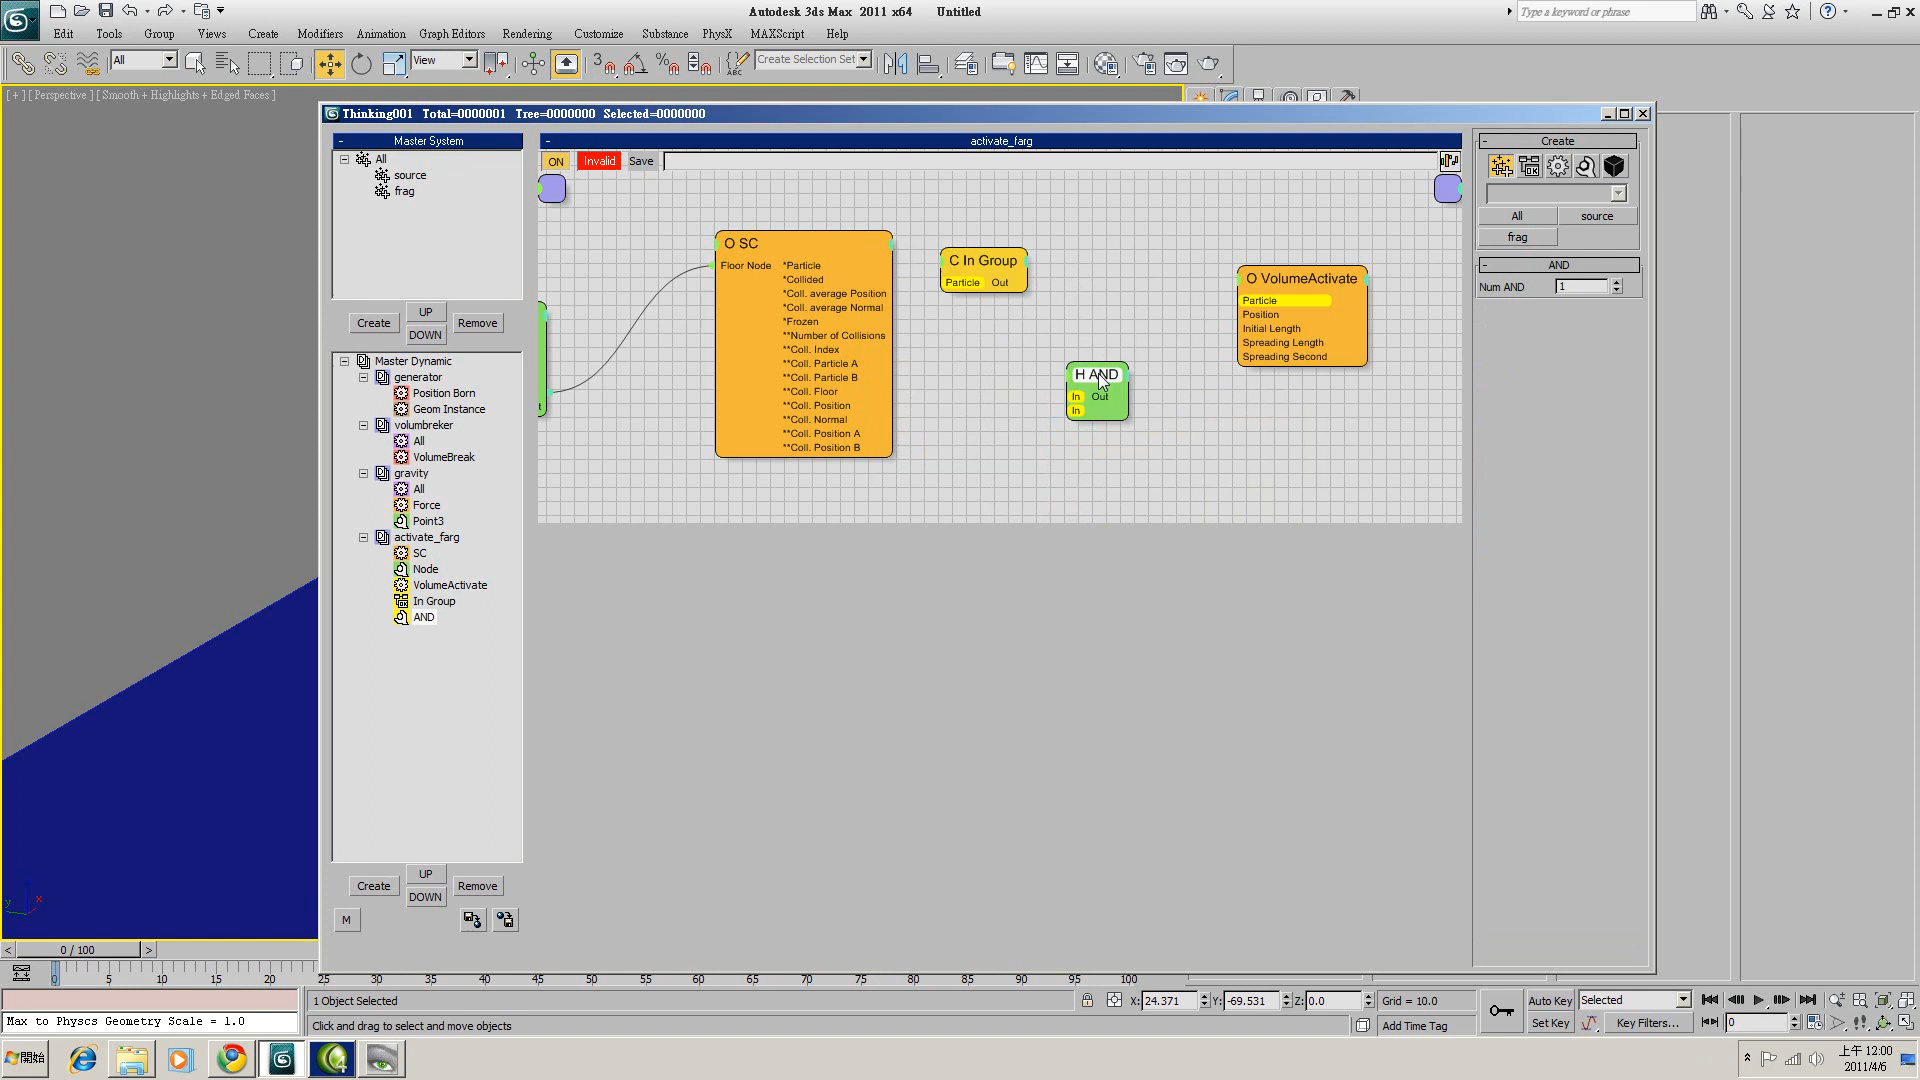 Autodesk 3ds Max 2011 x64 Untitled
Type a keyword or phrase
Edit Tools Group Views Create Modifiers Animation Graph Editors Rendering Customize Substance PhysX MAXScript Help
All View Create Selection Set
[ + ] [ Perspective ] [ Smooth + Highlights + Edged Faces ]
Thinking001 Total=0000001 Tree=0000000 Selected=0000000
- Master System
All
source
frag
Create UP DOWN Remove
Master Dynamic
generator
Position Born
Geom Instance
volumbreker
All
VolumeBreak
gravity
All
Force
Point3
activate_farg
SC
Node
VolumeActivate
In Group
AND
Create UP DOWN Remove
M
- activate_farg
ON Invalid Save
t
O SC
Floor Node *Particle
*Collided
*Coll. average Position
*Coll. average Normal
*Frozen
**Number of Collisions
**Coll. Index
**Coll. Particle A
**Coll. Particle B
**Coll. Floor
**Coll. Position
**Coll. Normal
**Coll. Position A
**Coll. Position B
C In Group
Particle Out
H AND
In Out
In
O VolumeActivate
Particle
Position
Initial Length
Spreading Length
Spreading Second
- Create
All source
frag
- AND
Num AND 1
y x
< 0 / 100 >
0 5 10 15 20 25 30 35 40 45 50 55 60 65 70 75 80 85 90 95 100
1 Object Selected X: 24.371 Y: -69.531 Z: 0.0 Grid = 10.0 Auto Key Selected
Max to Physcs Geometry Scale = 1.0 Click and drag to select and move objects Add Time Tag Set Key Key Filters... 0
開始
上午 12:00
2011/4/6